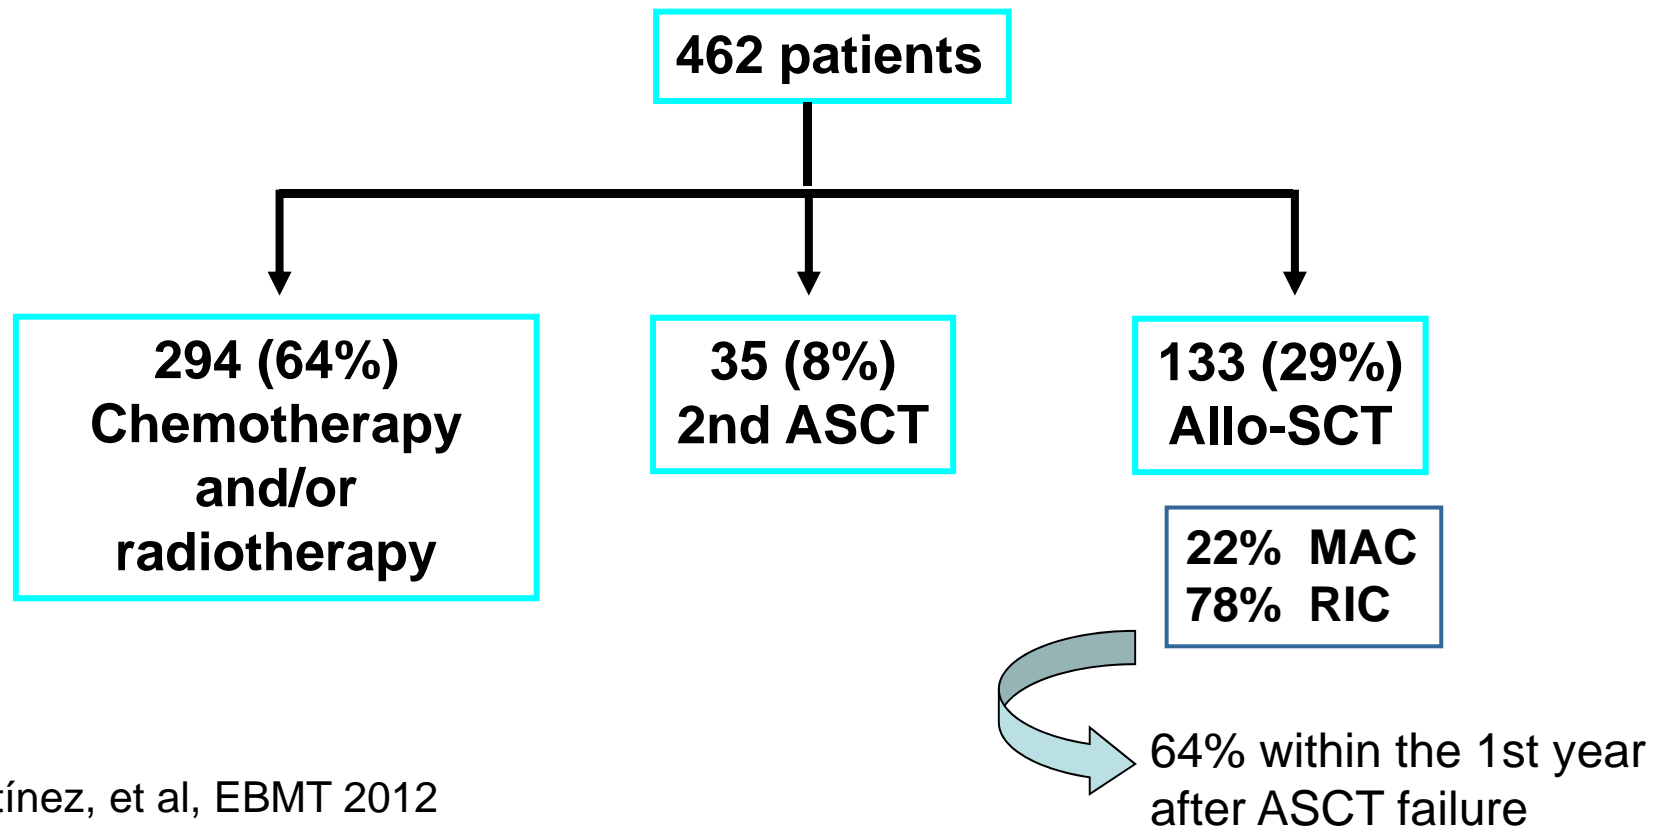 462 patients
294 (64%)
Chemotherapy
and/or
radiotherapy
35 (8%)
2nd ASCT
133 (29%)
Allo-SCT
22% MAC
78% RIC
64% within the 1st year
after ASCT failure
tínez, et al, EBMT 2012